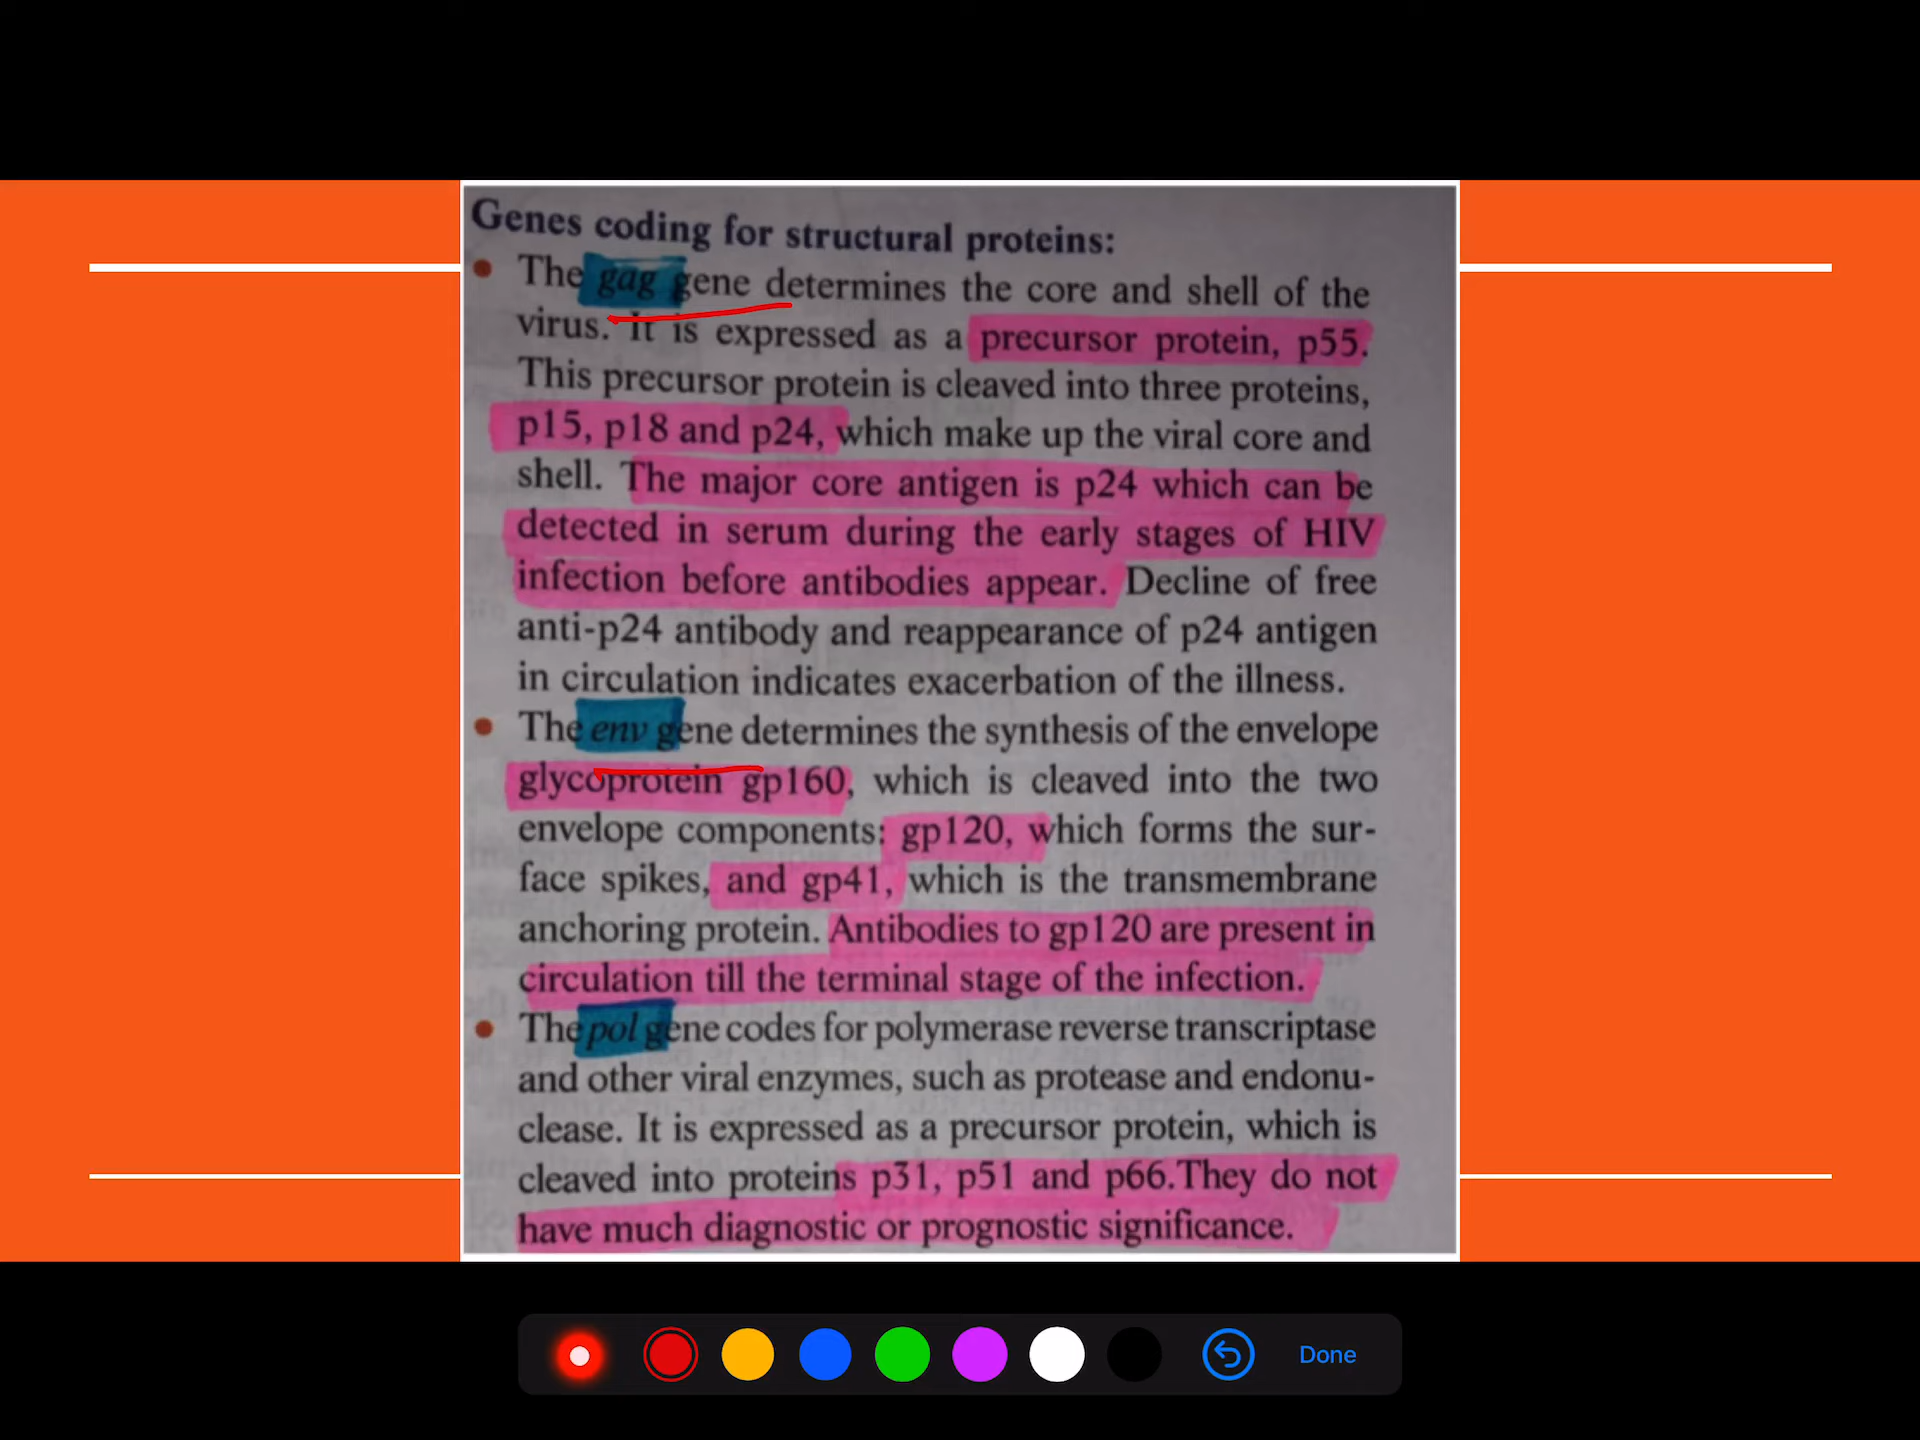 Genes coding for structural proteins:
• The gag gene determines the core and shell of the
virus. It is expressed as a precursor protein, p55.
This precursor protein is cleaved into three proteins,
p15, p18 and p24, which make up the viral core and
shell. The major core antigen is p24 which can be
detected in serum during the early stages of HIV
infection before antibodies appear. Decline of free
anti-p24 antibody and reappearance of p24 antigen
in circulation indicates exacerbation of the illness.
• The env gene determines the synthesis of the envelope
glycoprotein gp160, which is cleaved into the two
envelope components: gp120, which forms the sur-
face spikes, and gp41, which is the transmembrane
anchoring protein. Antibodies to gp120 are present in
circulation till the terminal stage of the infection.
• The pol gene codes for polymerase reverse transcriptase
and other viral enzymes, such as protease and endonu-
clease. It is expressed as a precursor protein, which is
cleaved into proteins p31, p51 and p66.They do not
have much diagnostic or prognostic significance.
Done